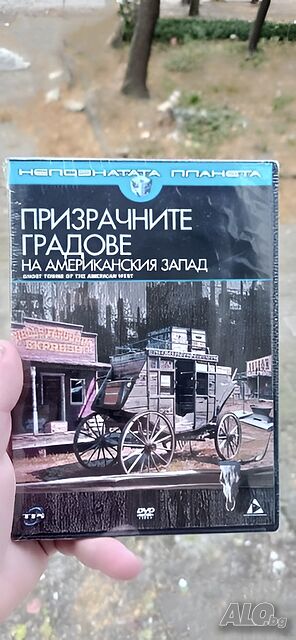 НЕПОЗНАТАТА ПЛАНЕТА
ПРИЗРАЧНИТЕ
ГРАДОВЕ
НА АМЕРИКАНСКИЯ ЗАПАД
GHOST TOWNS OF THE AMERICAN WEST
DVD
ALO.bg